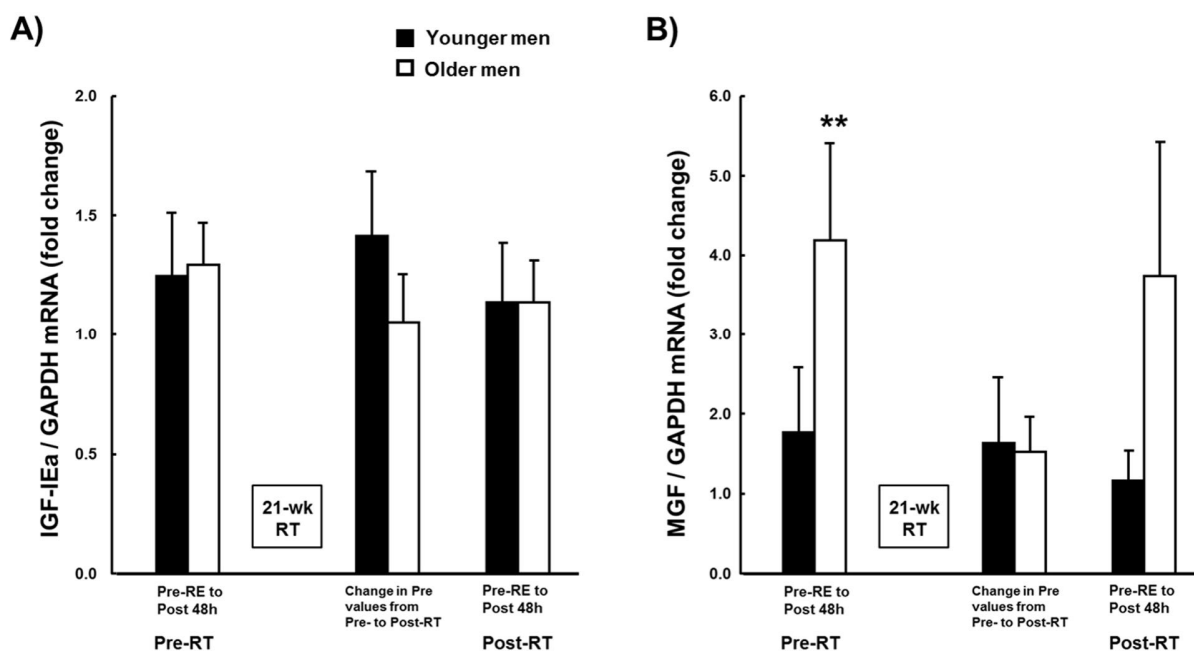 A)
Younger men
Older men
IGF-IEa / GAPDH mRNA (fold change)
2.0
1.5
1.0
0.5
0.0
21-wk
RT
Pre-RE to
Post 48h
Change in Pre
values from
Pre- to Post-RT
Pre-RE to
Post 48h
Pre-RT
Post-RT
B)
MGF / GAPDH mRNA (fold change)
6.0
5.0
4.0
3.0
2.0
1.0
0.0
**
21-wk
RT
Pre-RE to
Post 48h
Change in Pre
values from
Pre- to Post-RT
Pre-RE to
Post 48h
Pre-RT
Post-RT